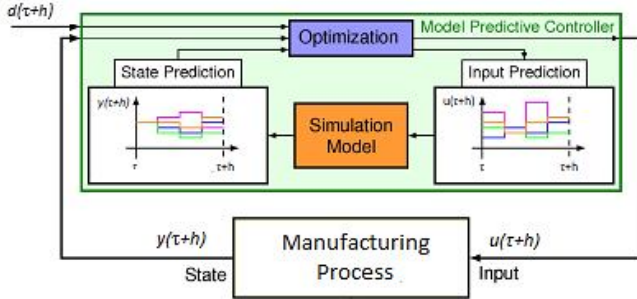 d(τ+h)
Model Predictive Controller
Optimization
State Prediction
Input Prediction
y(τ+h)
u(τ+h)
Simulation
Model
τ
τ+h
τ
τ+h
y(τ+h)
Manufacturing
Process
u(τ+h)
State
Input